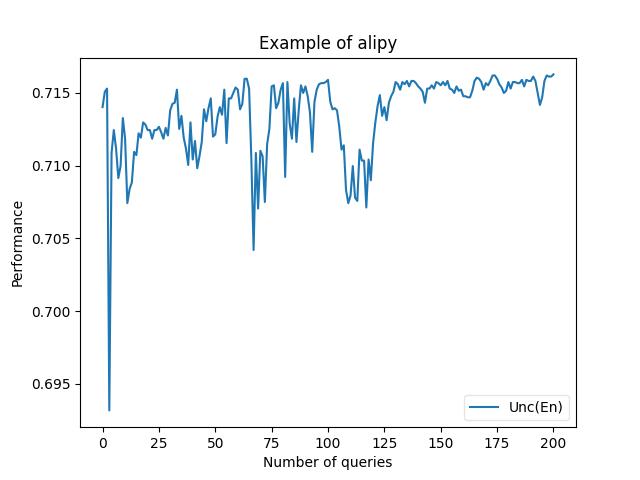 Example of alipy
0.715
0.710
0.705
0.700
0.695
Performance
Unc(En)
0 25 50 75 100 125 150 175 200
Number of queries